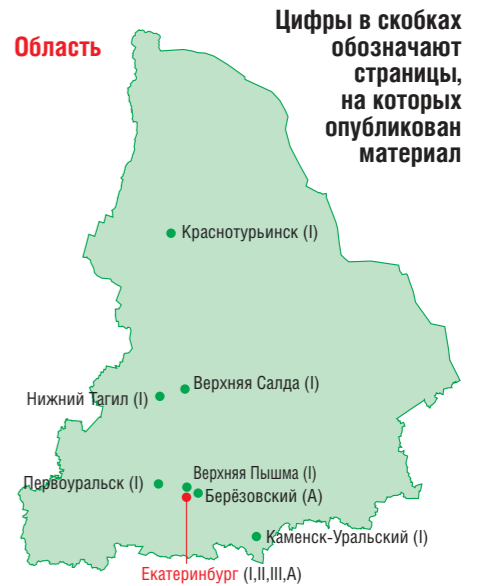 Область
Цифры в скобках
обозначают
страницы,
на которых
опубликован
материал
Краснотурьинск (I)
Верхняя Салда (I)
Нижний Тагил (I)
Верхняя Пышма (I)
Первоуральск (I)
Берёзовский (А)
Каменск-Уральский (I)
Екатеринбург (I,II,III,А)